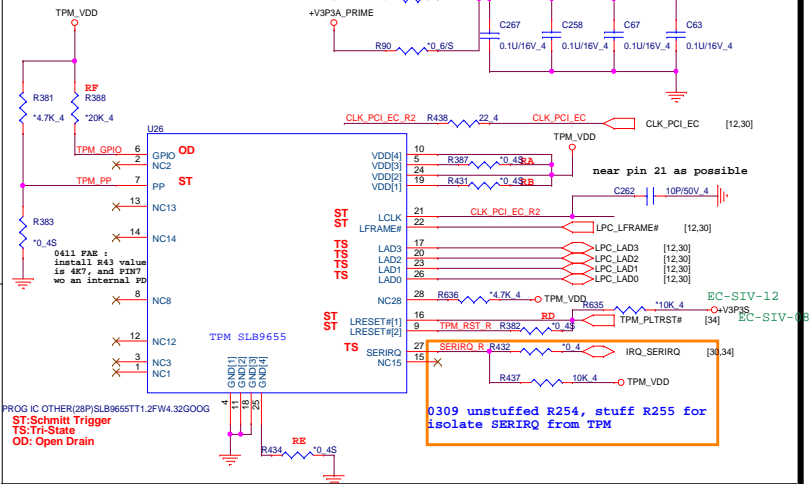 TPM_VDD
+V3P3A_PRIME
R90
*0_6/S
C267
0.1U/16V_4
C258
0.1U/16V_4
C67
0.1U/16V_4
C63
0.1U/16V_4
R381
*4.7K_4
RF
R388
*20K_4
U26
CLK_PCI_EC_R2
R438
22_4
CLK_PCI_EC
CLK_PCI_EC
[12,30]
TPM_VDD
TPM_GPIO
6
GPIO
OD
2
NC2
TPM_PP
7
PP
ST
13
NC13
14
NC14
8
NC8
12
NC12
3
NC3
1
NC1
R383
*0_4S
0411 FAE :
install R43 value
is 4K7, and PIN7
wo an internal PD
VDD[4]
10
VDD[3]
5
R387
*0_4S
RA
VDD[2]
24
VDD[1]
19
R431
*0_4S
RB
near pin 21 as possible
C262
10P/50V_4
ST
LCLK
21
CLK_PCI_EC_R2
ST
LFRAME#
22
LPC_LFRAME#
[12,30]
TS
LAD3
17
LPC_LAD3
[12,30]
TS
LAD2
20
LPC_LAD2
[12,30]
TS
LAD1
23
LPC_LAD1
[12,30]
TS
LAD0
26
LPC_LAD0
[12,30]
NC28
28
R636
*4.7K_4
TPM_VDD
R635
*10K_4
+V3P3S
EC-SIV-12
EC-SIV-08
ST
LRESET#[1]
16
RD
TPM_PLTRST#
[34]
ST
LRESET#[2]
9
TPM_RST_R
R382
*0_4S
TPM SLB9655
TS
SERIRQ
27
SERIRQ_R
R432
*0_4
IRQ_SERIRQ
[30,34]
NC15
15
R437
10K_4
TPM_VDD
GND[1]
GND[2]
GND[3]
GND[4]
4
11
18
25
0309 unstuffed R254, stuff R255 for
isolate SERIRQ from TPM
PROG IC OTHER(28P)SLB9655TT1.2FW4.32GOOG
ST:Schmitt Trigger
TS:Tri-State
OD: Open Drain
RE
R434
*0_4S